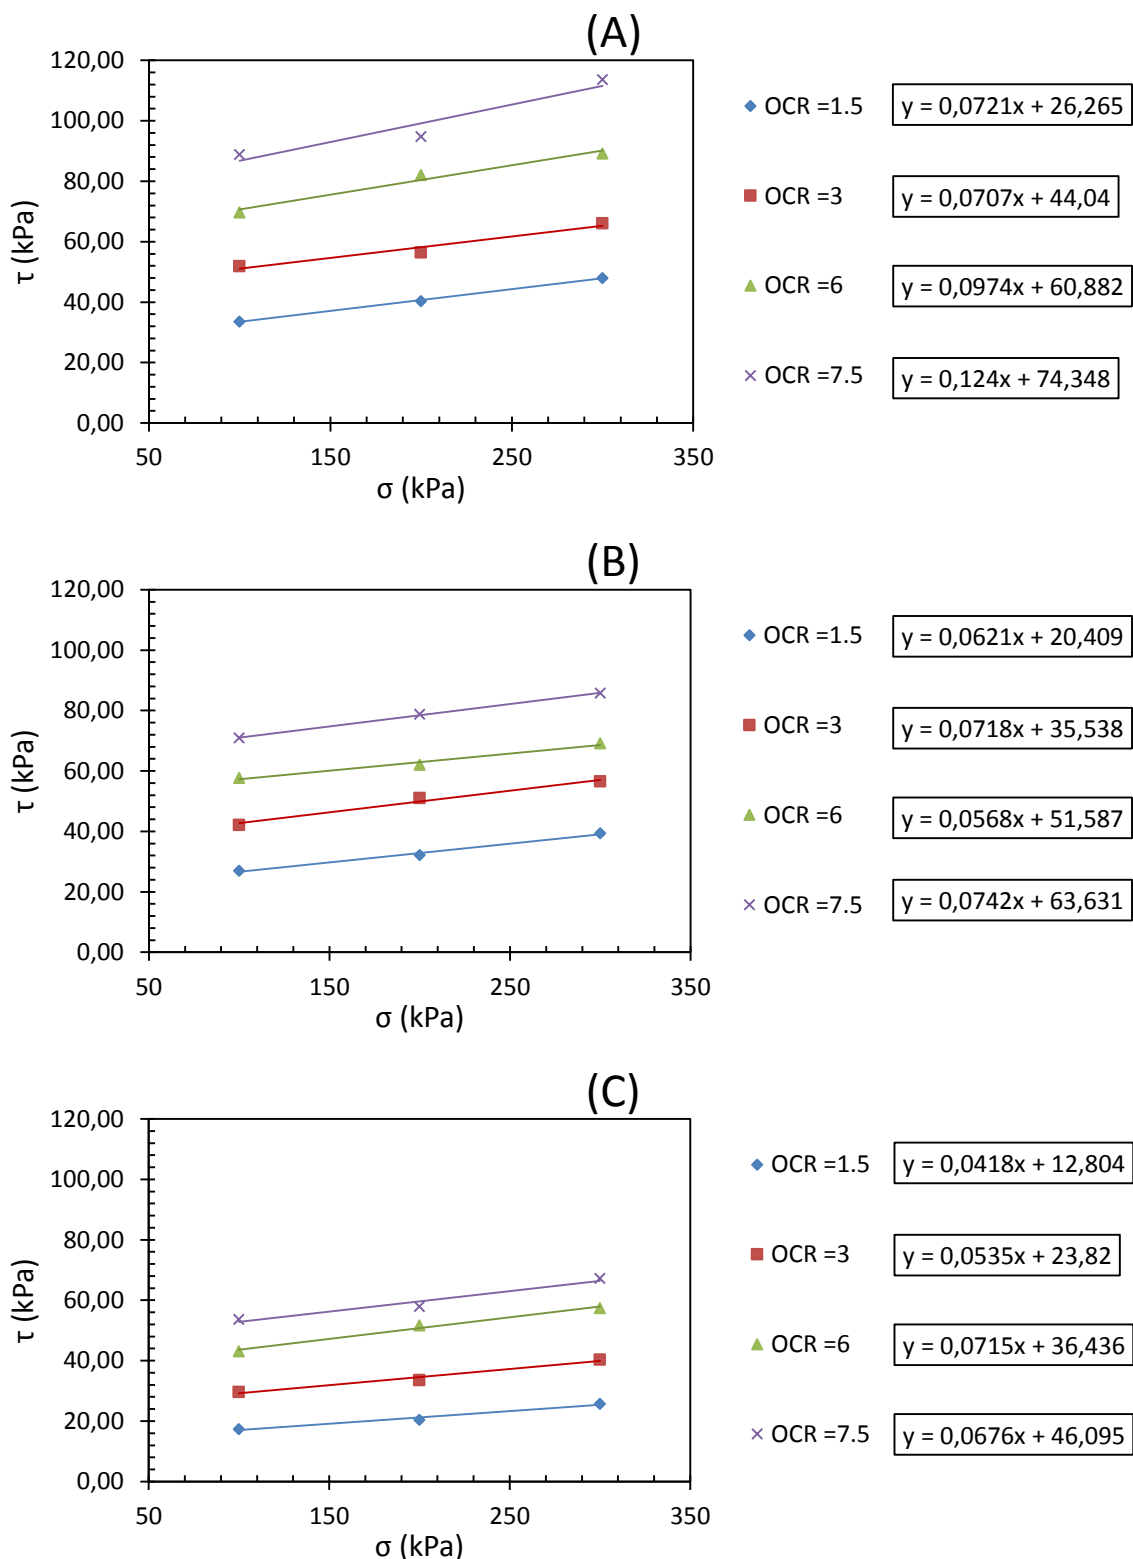 (A)
120,00
100,00
80,00
60,00
40,00
20,00
0,00
τ (kPa)
50 150 250 350
σ (kPa)
OCR =1.5 y = 0,0721x + 26,265
OCR =3 y = 0,0707x + 44,04
OCR =6 y = 0,0974x + 60,882
OCR =7.5 y = 0,124x + 74,348
(B)
120,00
100,00
80,00
60,00
40,00
20,00
0,00
τ (kPa)
50 150 250 350
σ (kPa)
OCR =1.5 y = 0,0621x + 20,409
OCR =3 y = 0,0718x + 35,538
OCR =6 y = 0,0568x + 51,587
OCR =7.5 y = 0,0742x + 63,631
(C)
120,00
100,00
80,00
60,00
40,00
20,00
0,00
τ (kPa)
50 150 250 350
σ (kPa)
OCR =1.5 y = 0,0418x + 12,804
OCR =3 y = 0,0535x + 23,82
OCR =6 y = 0,0715x + 36,436
OCR =7.5 y = 0,0676x + 46,095